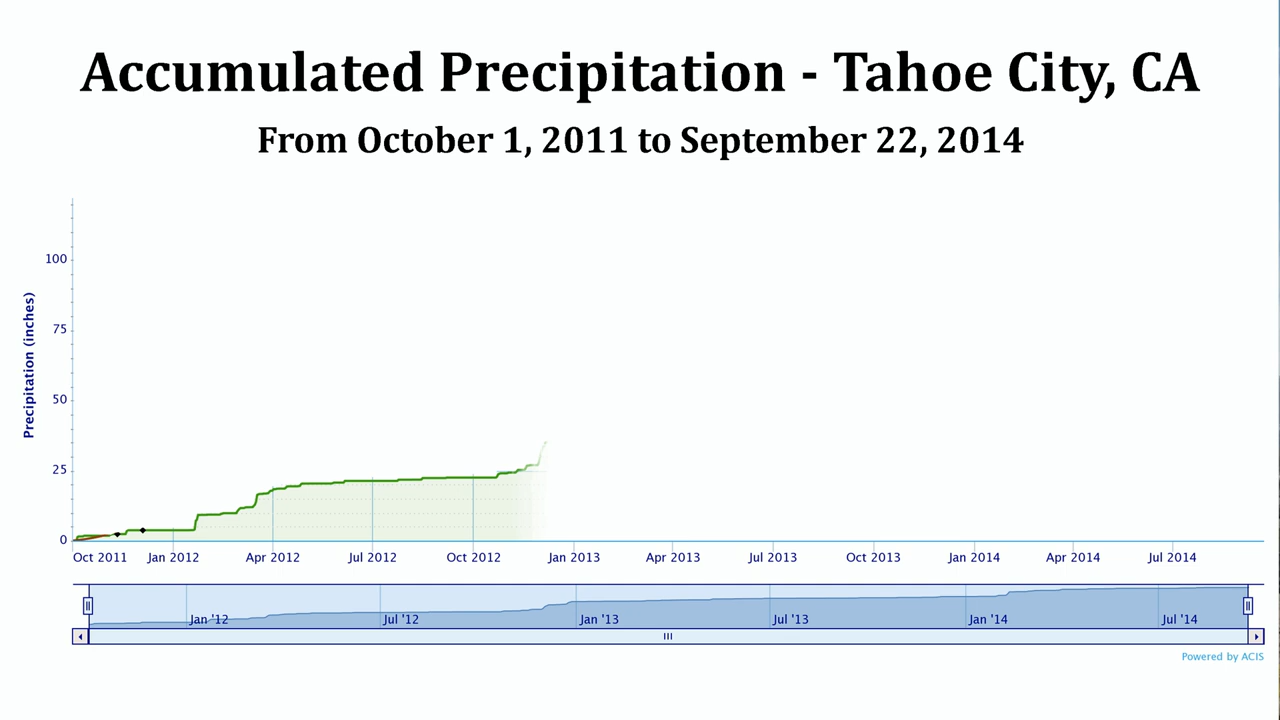 Accumulated Precipitation - Tahoe City, CA
From October 1, 2011 to September 22, 2014
Precipitation (inches)
100
75
50
25
0
Oct 2011 Jan 2012 Apr 2012 Jul 2012 Oct 2012 Jan 2013 Apr 2013 Jul 2013 Oct 2013 Jan 2014 Apr 2014 Jul 2014
Jan '12 Jul '12 Jan '13 Jul '13 Jan '14 Jul '14
Powered by ACIS